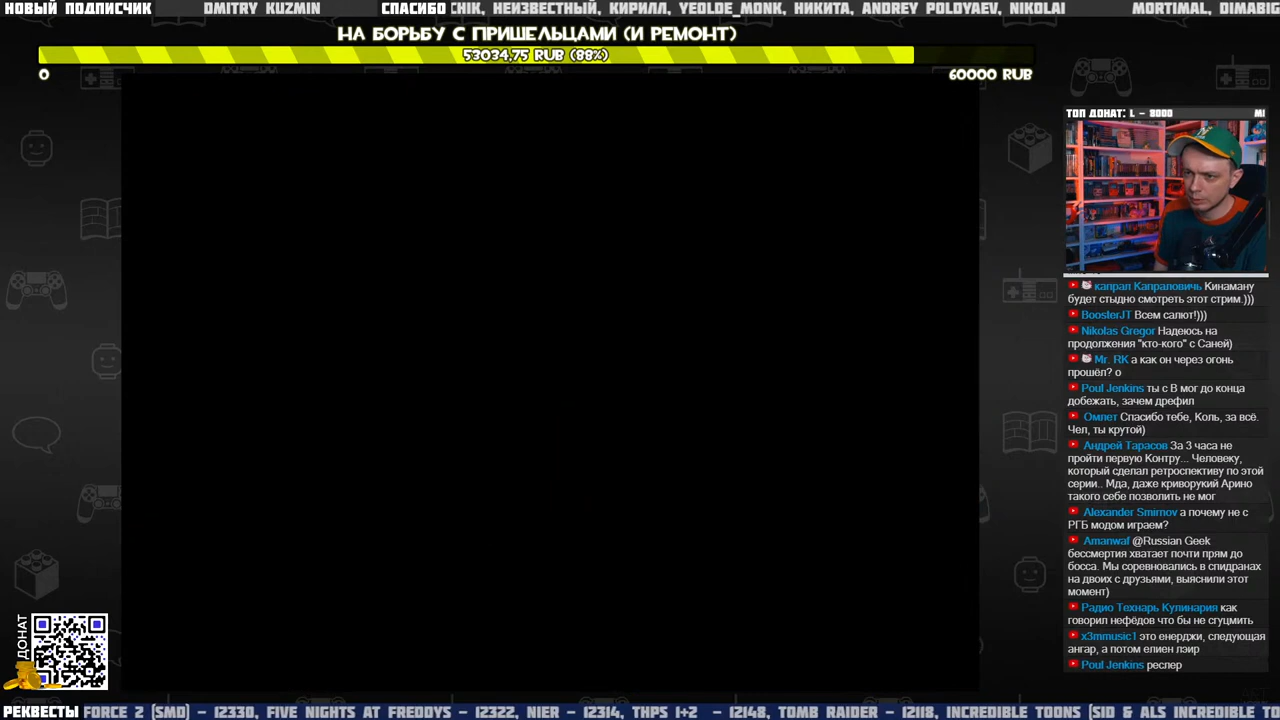 НОВЫЙ ПОДПИСЧИК
DMITRY KUZMIN
СПАСИБО
CHIK, НЕИЗВЕСТНЫЙ, КИРИЛЛ, YEOLDE_MONK, НИКИТА, ANDREY POLDYAEV, NIKOLAI
MORTIMAL, DIMABIG
НА БОРЬБУ С ПРИШЕЛЬЦАМИ (И РЕМОНТ)
53034,75 RUB (88%)
0
60000 RUB
ТОП ДОНАТ: L - 8000
MI
капрал Капраловичь Кинаману
будет стыдно смотреть этот стрим.)))
BoosterJT Всем салют!)))
Nikolas Gregor Надеюсь на
продолжения "кто-кого" с Саней)
Mr. RK а как он через огонь
прошёл? о
Poul Jenkins ты с В мог до конца
добежать, зачем дрефил
Омлет Спасибо тебе, Коль, за всё.
Чел, ты крутой)
Андрей Тарасов За 3 часа не
пройти первую Контру... Человеку,
который сделал ретроспективу по этой
серии.. Мда, даже криворукий Арино
такого себе позволить не мог
Alexander Smirnov а почему не с
РГБ модом играем?
Amanwaf @Russian Geek
бессмертия хватает почти прям до
босса. Мы соревновались в спидранах
на двоих с друзьями, выяснили этот
момент)
Радио Технарь Кулинария как
говорил нефёдов что бы не сгуцмить
x3mmusic1 это енерджи, следующая
ангар, а потом елиен лэир
Poul Jenkins респер
ДОНАТ
РЕКВЕСТЫ
FORCE 2 (SMD) - 12330, FIVE NIGHTS AT FREDDYS - 12322, NIER - 12314, THPS 1+2 - 12148, TOMB RAIDER - 12118, INCREDIBLE TOONS (SID & ALS INCREDIBLE TO